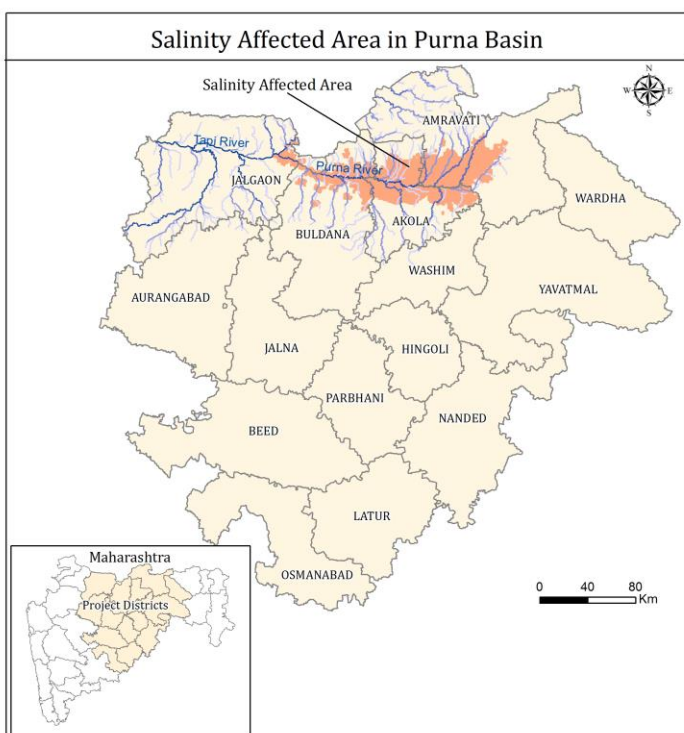 Salinity Affected Area in Purna Basin
N
W E
S
Salinity Affected Area
AMRAVATI
Tapi River
Purna River
JALGAON
WARDHA
BULDANA
AKOLA
WASHIM
YAVATMAL
AURANGABAD
JALNA
HINGOLI
PARBHANI
NANDED
BEED
LATUR
OSMANABAD
Maharashtra
Project Districts
0 40 80
Km